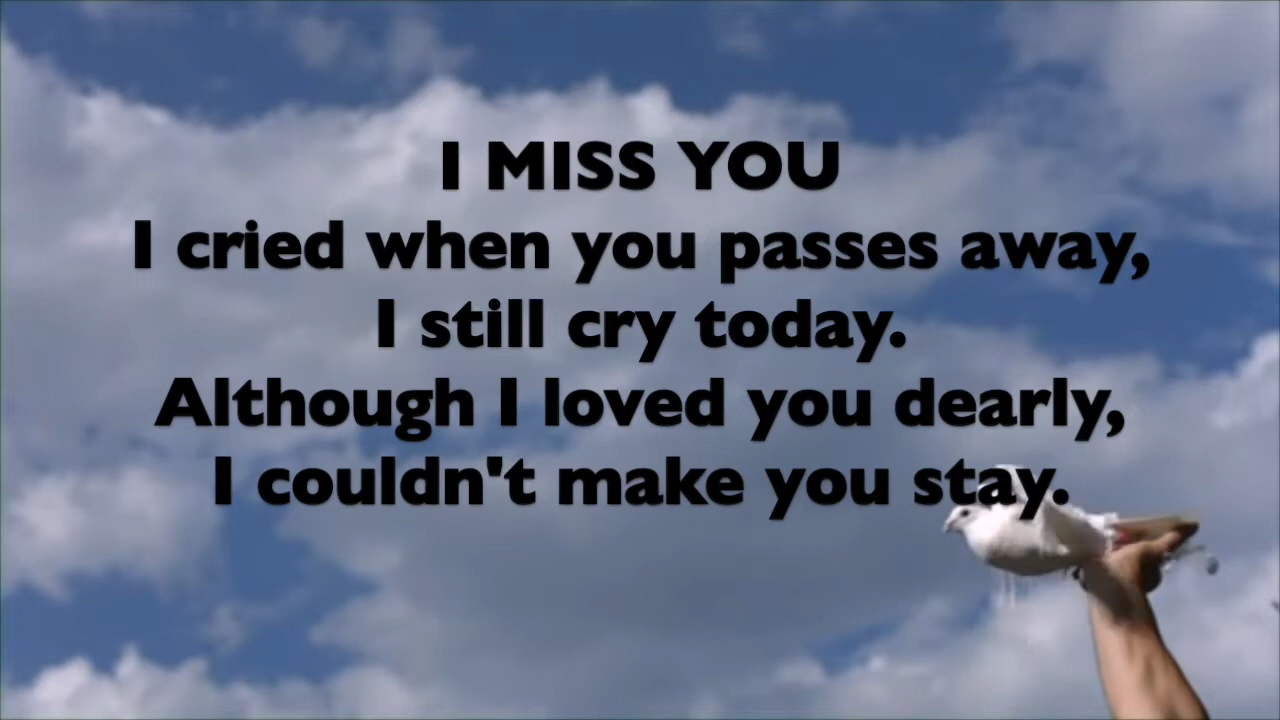 I MISS YOU
I cried when you passes away,
I still cry today.
Although I loved you dearly,
I couldn't make you stay.